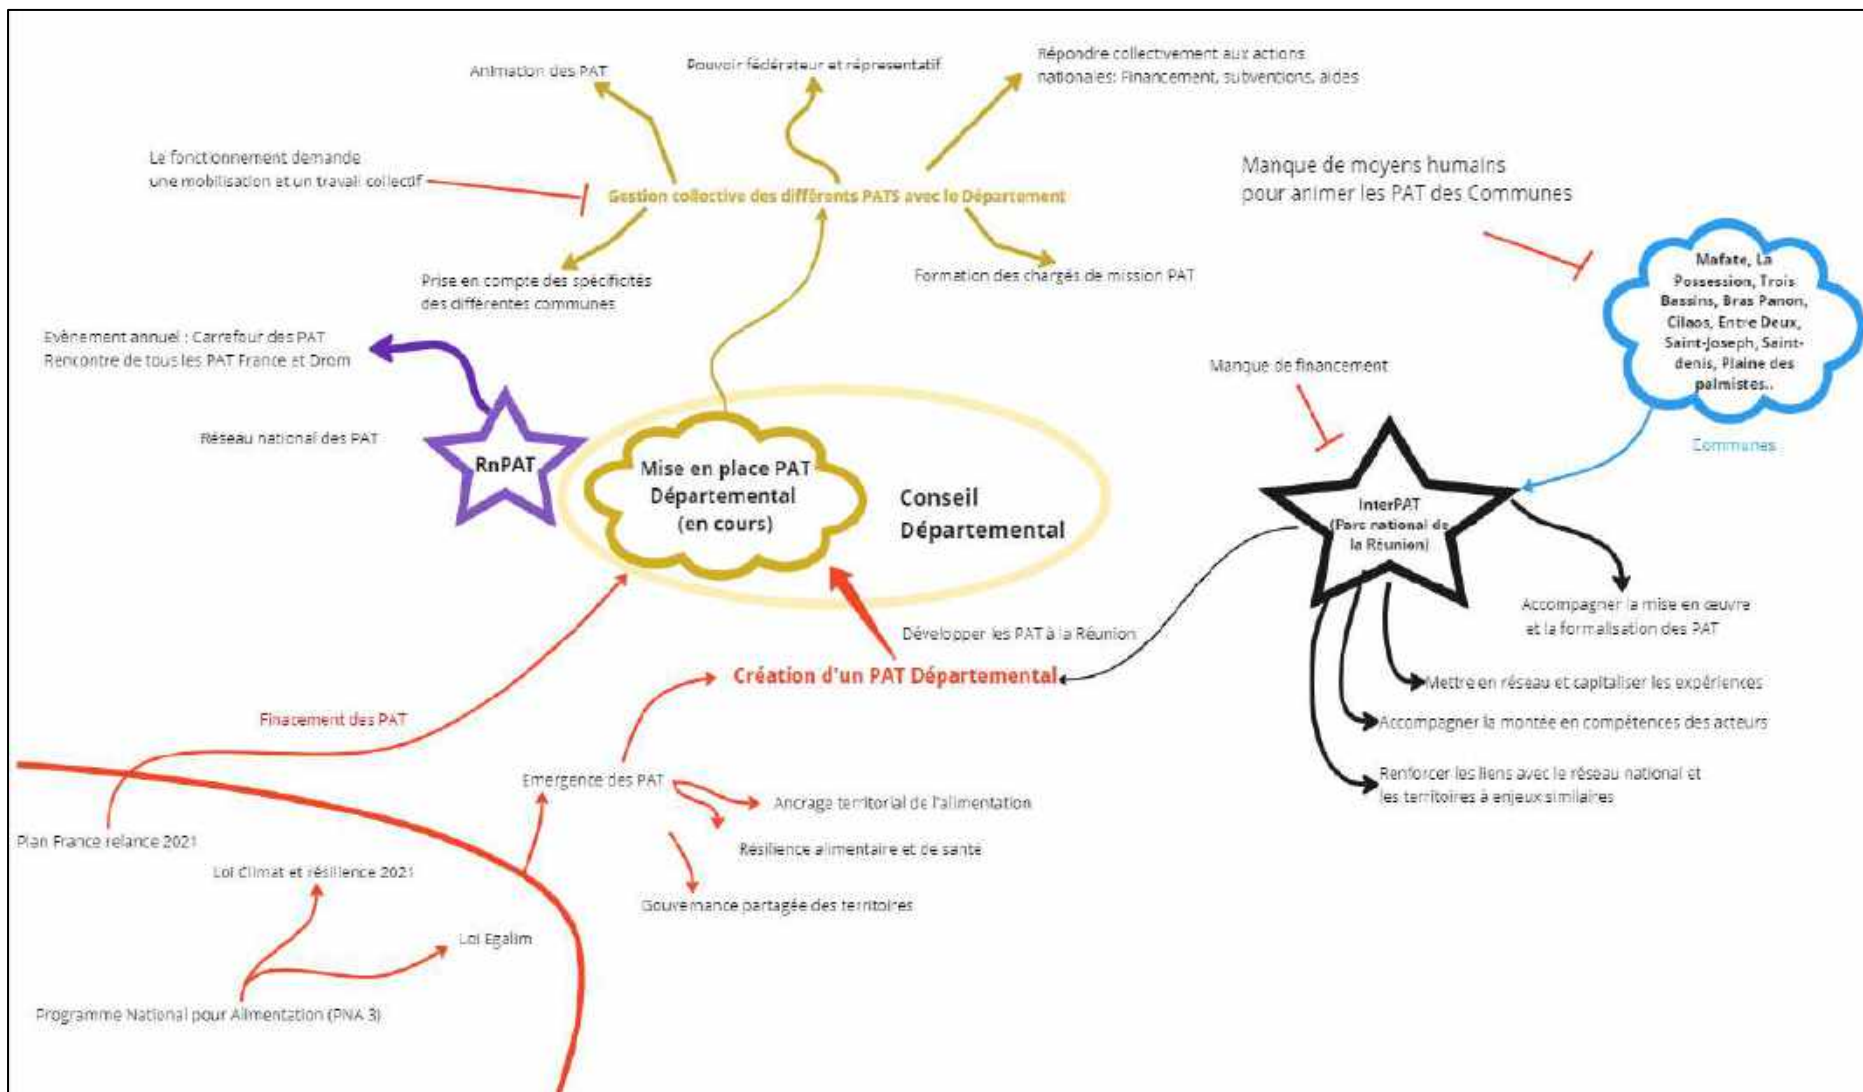 Animation des PAT
Pouvoir fédérateur et répresentatif
Répondre collectivement aux actions
nationales: Financement, subventions, aides
Le fonctionnement demande
une mobilisation et un travail collectif
Manque de moyens humains
pour animer les PAT des Communes
Gestion collective des différents PATS avec le Département
Prise en compte des spécificités
des différentes communes
Formation des chargés de mission PAT
Mafate, La
Possession, Trois
Bassins, Bras Panon,
Cilaos, Entre Deux,
Saint-Joseph, Saint-
denis, Plaine des
palmistes..
Communes
Evènement annuel : Carrefour des PAT
Rencontre de tous les PAT France et Drom
Manque de financement
Réseau national des PAT
RnPAT
Mise en place PAT
Départemental
(en cours)
Conseil
Départemental
InterPAT
(Parc national de
la Réunion)
Accompagner la mise en œuvre
et la formalisation des PAT
Développer les PAT à la Réunion
Création d'un PAT Départemental
Mettre en réseau et capitaliser les expériences
Accompagner la montée en compétences des acteurs
Renforcer les liens avec le réseau national et
les territoires à enjeux similaires
Finacement des PAT
Emergence des PAT
Ancrage territorial de l'alimentation
Résilience alimentaire et de santé
Gouvernance partagée des territoires
Plan France relance 2021
Loi Climat et résilience 2021
Loi Egalim
Programme National pour Alimentation (PNA 3)